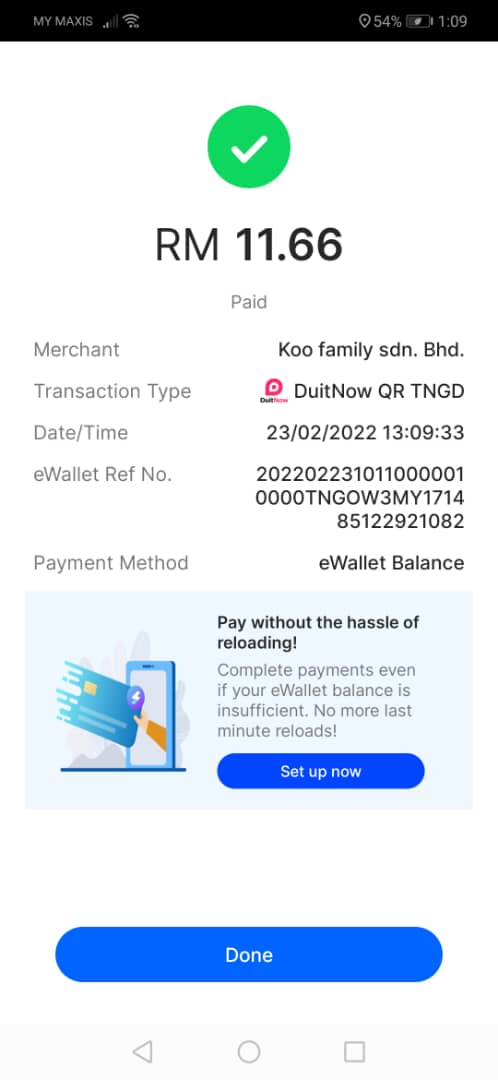 MY MAXIS 54% 1:09
RM 11.66
Paid
Merchant Koo family sdn. Bhd.
Transaction Type DuitNow DuitNow QR TNGD
Date/Time 23/02/2022 13:09:33
eWallet Ref No. 202202231011000001
0000TNGOW3MY1714
85122921082
Payment Method eWallet Balance
Pay without the hassle of
reloading!
Complete payments even
if your eWallet balance is
insufficient. No more last
minute reloads!
Set up now
Done